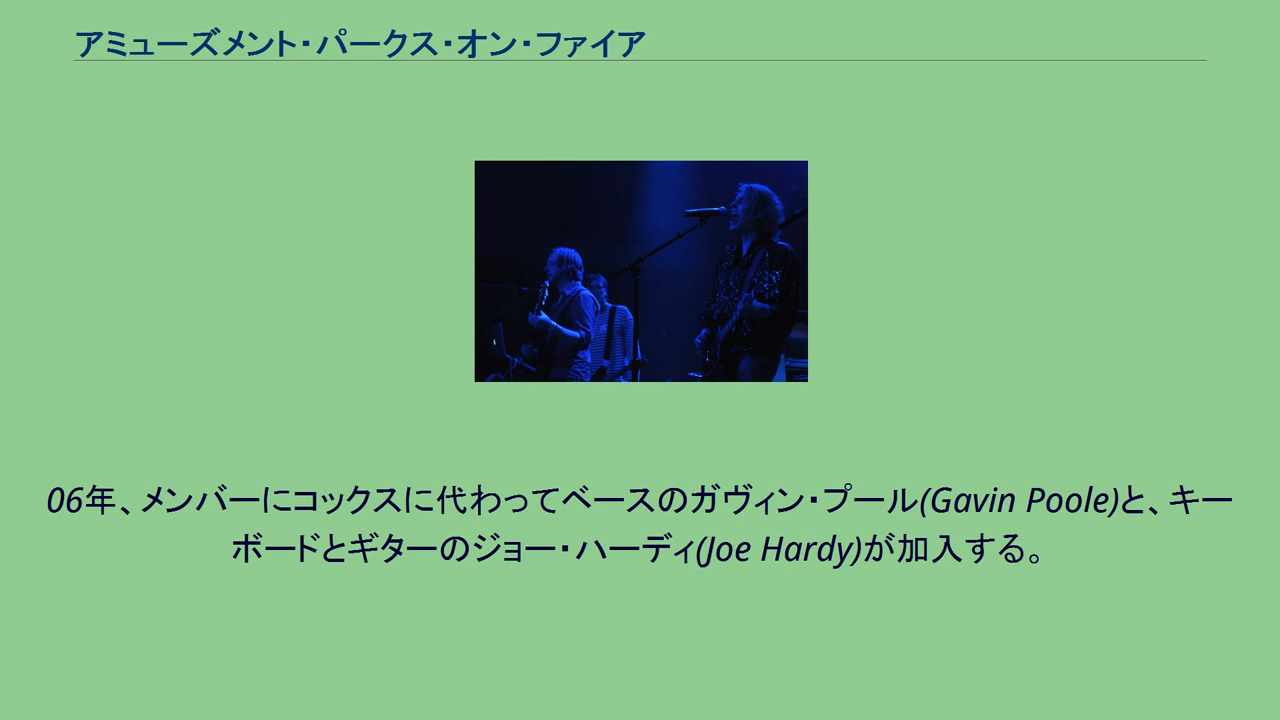 アミューズメント・パークス・オン・ファイア
06年、メンバーにコックスに代わってベースのガヴィン・プール(Gavin Poole)と、キー
ボードとギターのジョー・ハーディ(Joe Hardy)が加入する。